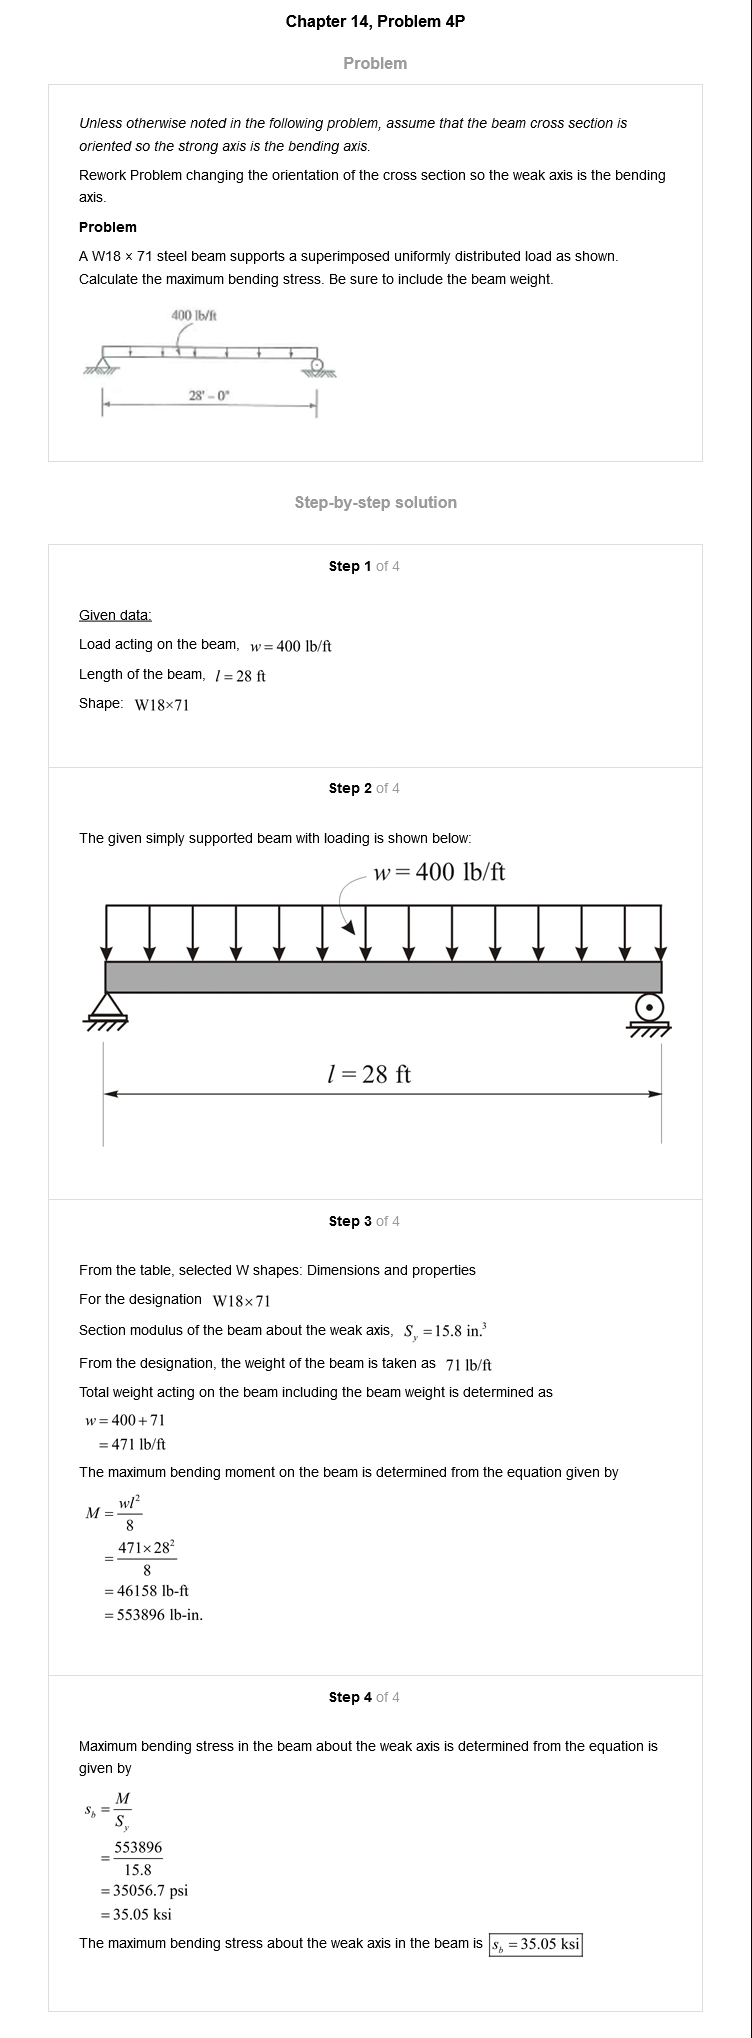 Chapter 14, Problem 4P
Problem
Unless otherwise noted in the following problem, assume that the beam cross section is
oriented so the strong axis is the bending axis.
Rework Problem changing the orientation of the cross section so the weak axis is the bending
axis.
Problem
A W18 × 71 steel beam supports a superimposed uniformly distributed load as shown.
Calculate the maximum bending stress. Be sure to include the beam weight.
400 lb/ft
28' – 0"
Step-by-step solution
Step 1 of 4
Given data:
Load acting on the beam, w = 400 lb/ft
Length of the beam, l = 28 ft
Shape: W18×71
Step 2 of 4
The given simply supported beam with loading is shown below:
w = 400 lb/ft
l = 28 ft
Step 3 of 4
From the table, selected W shapes: Dimensions and properties
For the designation W18×71
Section modulus of the beam about the weak axis, S_y = 15.8 in.³
From the designation, the weight of the beam is taken as 71 lb/ft
Total weight acting on the beam including the beam weight is determined as
w = 400 + 71
= 471 lb/ft
The maximum bending moment on the beam is determined from the equation given by
M = wl²/8
= 471×28²/8
= 46158 lb-ft
= 553896 lb-in.
Step 4 of 4
Maximum bending stress in the beam about the weak axis is determined from the equation is
given by
s_b = M/S_y
= 553896/15.8
= 35056.7 psi
= 35.05 ksi
The maximum bending stress about the weak axis in the beam is s_b = 35.05 ksi